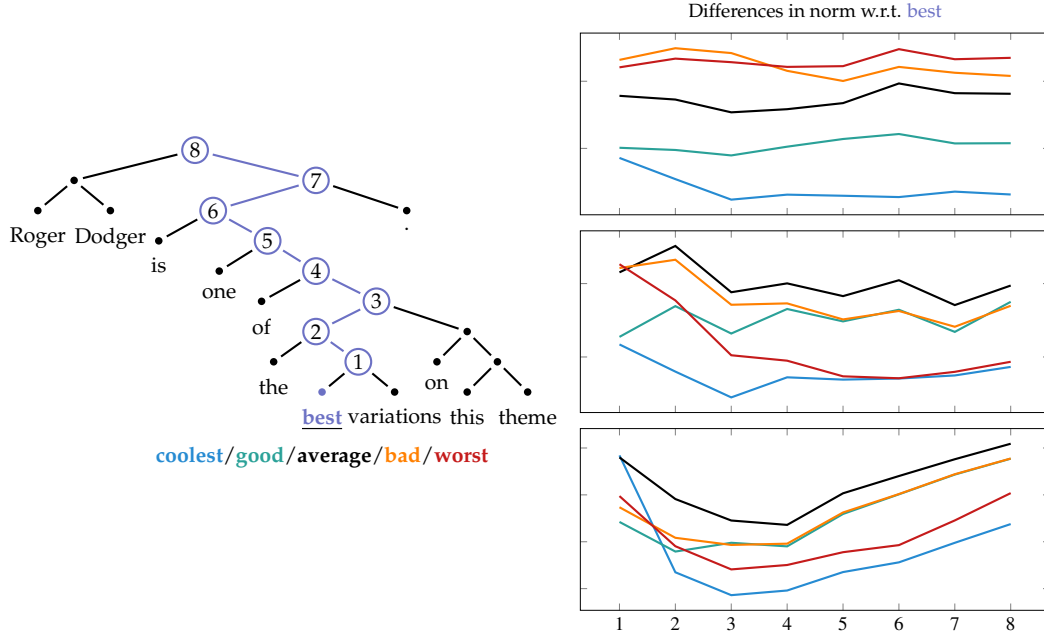 Differences in norm w.r.t. best
8
7
6
Roger Dodger
.
is
5
one
4
of
3
2
the
1
on
best variations this theme
coolest/good/average/bad/worst
1 2 3 4 5 6 7 8